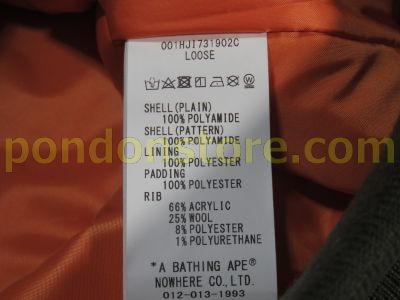 001HJI731902C
LOOSE
SHELL(PLAIN)
100%POLYAMIDE
SHELL(PATTERN)
100%POLYAMIDE
LINING
100%POLYESTER
PADDING
100%POLYESTER
RIB
66%ACRYLIC
25%WOOL
8%POLYESTER
1%POLYURETHANE
"A BATHING APE®
NOWHERE CO.,LTD.
012-013-1993
pondonstore.com